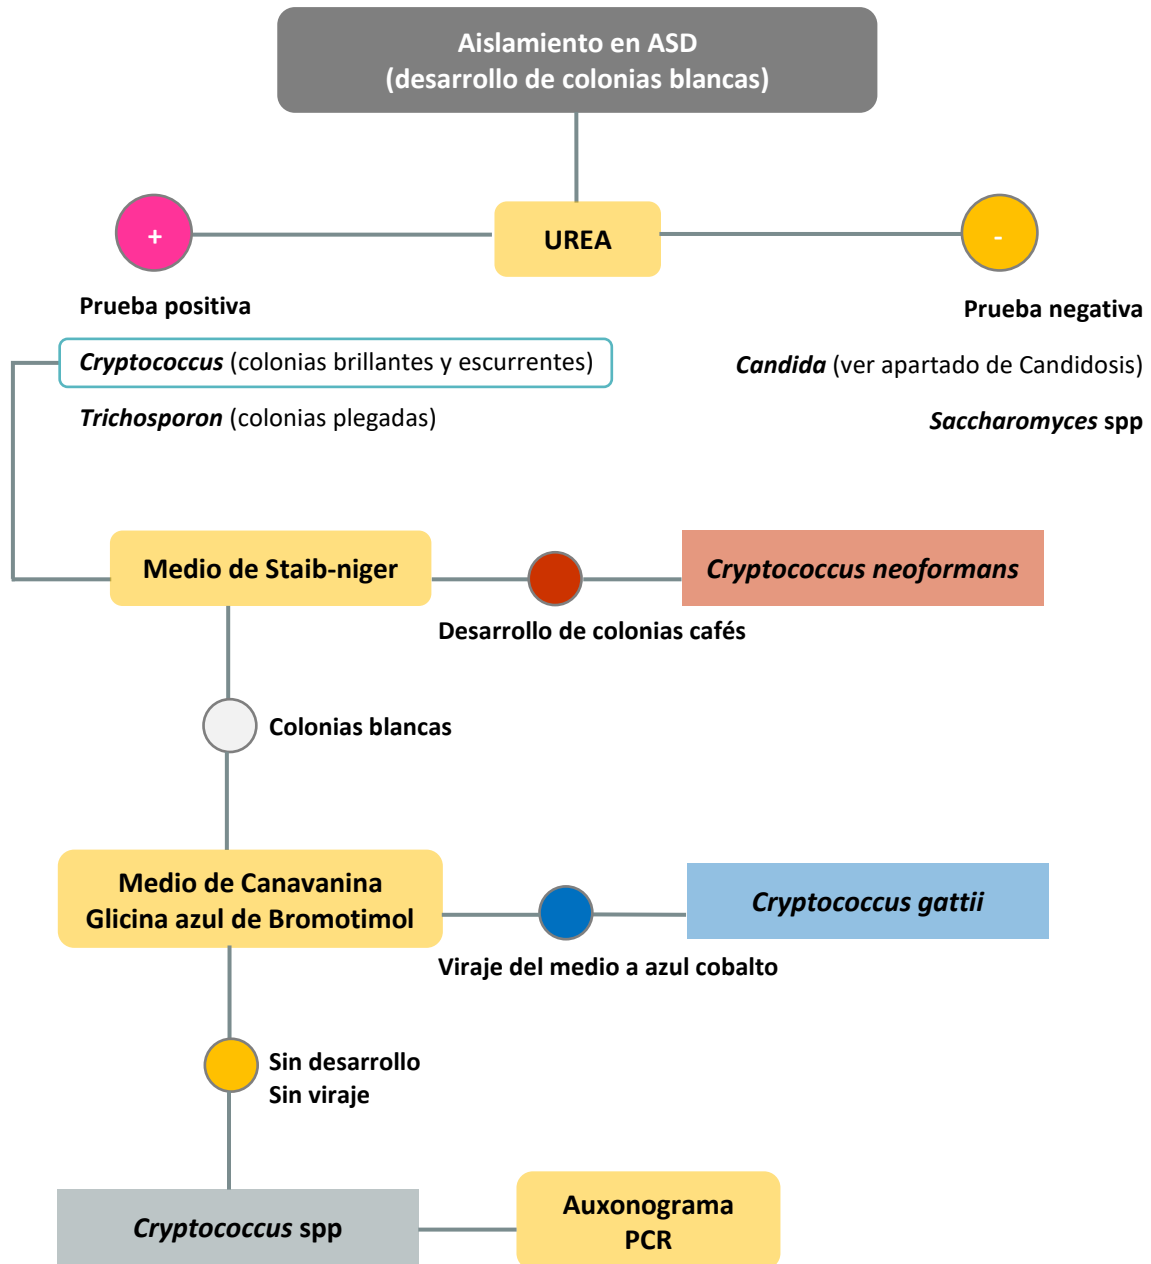 Aislamiento en ASD
(desarrollo de colonias blancas)
+
UREA
-
Prueba positiva
Prueba negativa
Cryptococcus (colonias brillantes y escurrentes)
Candida (ver apartado de Candidosis)
Trichosporon (colonias plegadas)
Saccharomyces spp
Medio de Staib-niger
Cryptococcus neoformans
Desarrollo de colonias cafés
Colonias blancas
Medio de Canavanina
Glicina azul de Bromotimol
Cryptococcus gattii
Viraje del medio a azul cobalto
Sin desarrollo
Sin viraje
Cryptococcus spp
Auxonograma
PCR